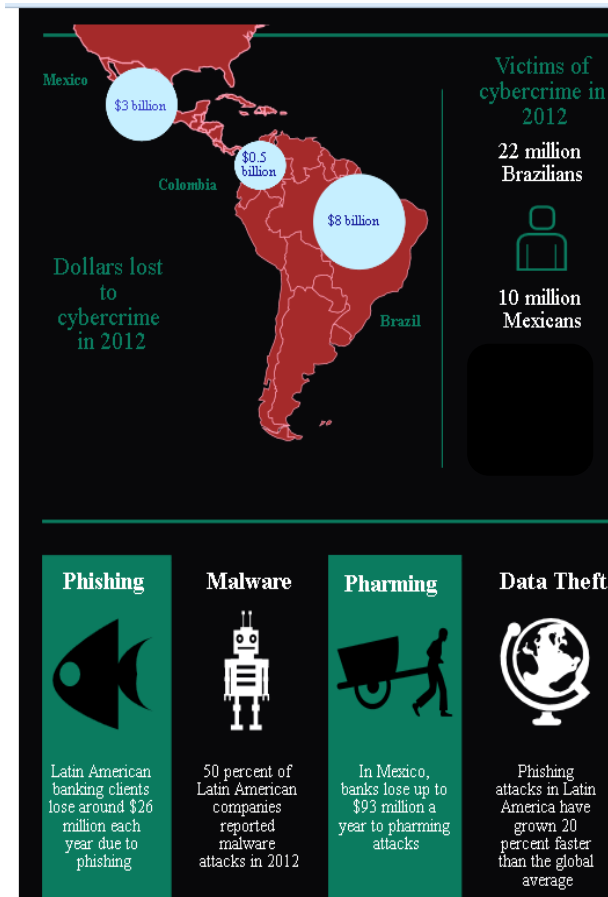 Mexico
$3 billion
$0.5
billion
Colombia
$8 billion
Brazil
Dollars lost
to
cybercrime
in 2012
Victims of
cybercrime in
2012
22 million
Brazilians
10 million
Mexicans
Phishing
Latin American
banking clients
lose around $26
million each
year due to
phishing
Malware
50 percent of
Latin American
companies
reported
malware
attacks in 2012
Pharming
In Mexico,
banks lose up to
$93 million a
year to pharming
attacks
Data Theft
Phishing
attacks in Latin
America have
grown 20
percent faster
than the global
average